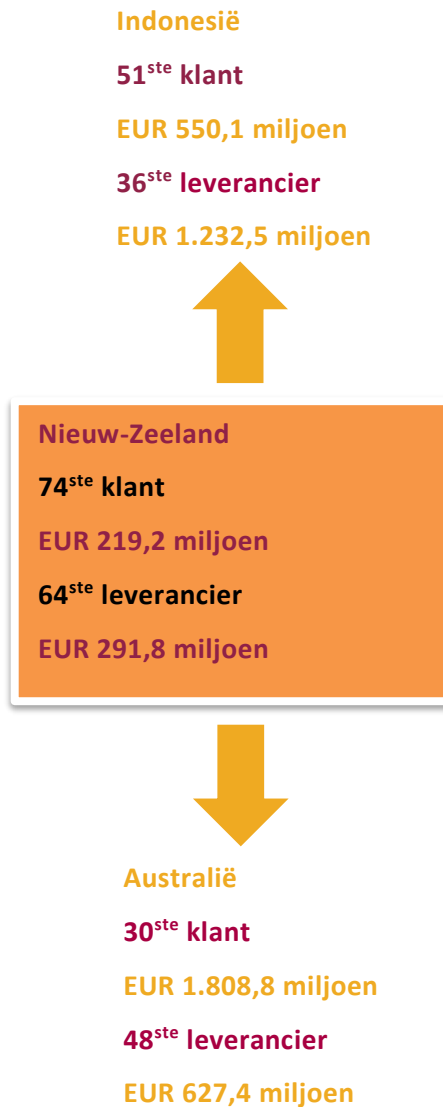 Indonesië
51ste klant
EUR 550,1 miljoen
36ste leverancier
EUR 1.232,5 miljoen
Nieuw-Zeeland
74ste klant
EUR 219,2 miljoen
64ste leverancier
EUR 291,8 miljoen
Australië
30ste klant
EUR 1.808,8 miljoen
48ste leverancier
EUR 627,4 miljoen